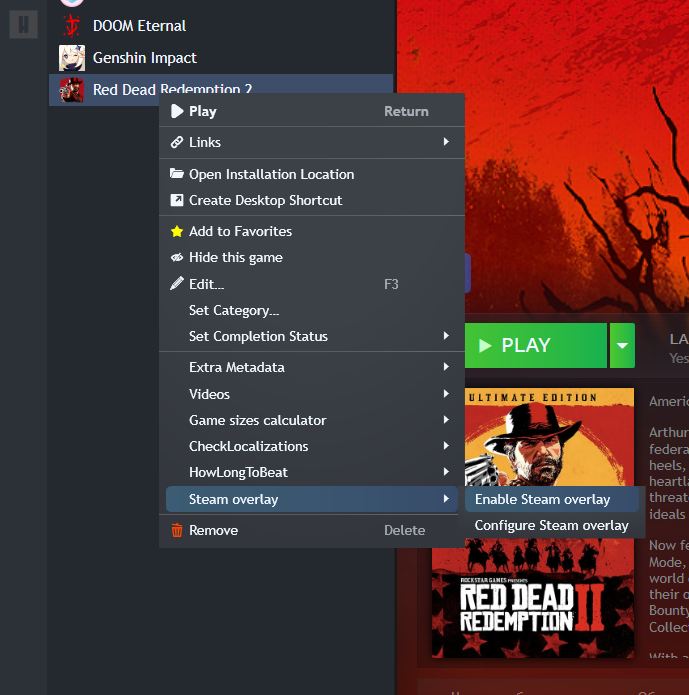 DOOM Eternal
Genshin Impact
Red Dead Redemption 2
Play Return
Links
Open Installation Location
Create Desktop Shortcut
Add to Favorites
Hide this game
Edit... F3
Set Category...
Set Completion Status
Extra Metadata
Videos
Game sizes calculator
CheckLocalizations
HowLongToBeat
Steam overlay
Remove Delete
Enable Steam overlay
Configure Steam overlay
PLAY
LA
Yes
ULTIMATE EDITION
ROCKSTAR GAMES PRESENTS
RED DEAD
REDEMPTION II
Americ
Arthur
federa
heels,
heartla
threate
ideals
Now fe
Mode,
world
their o
Bounty
Collec
With a